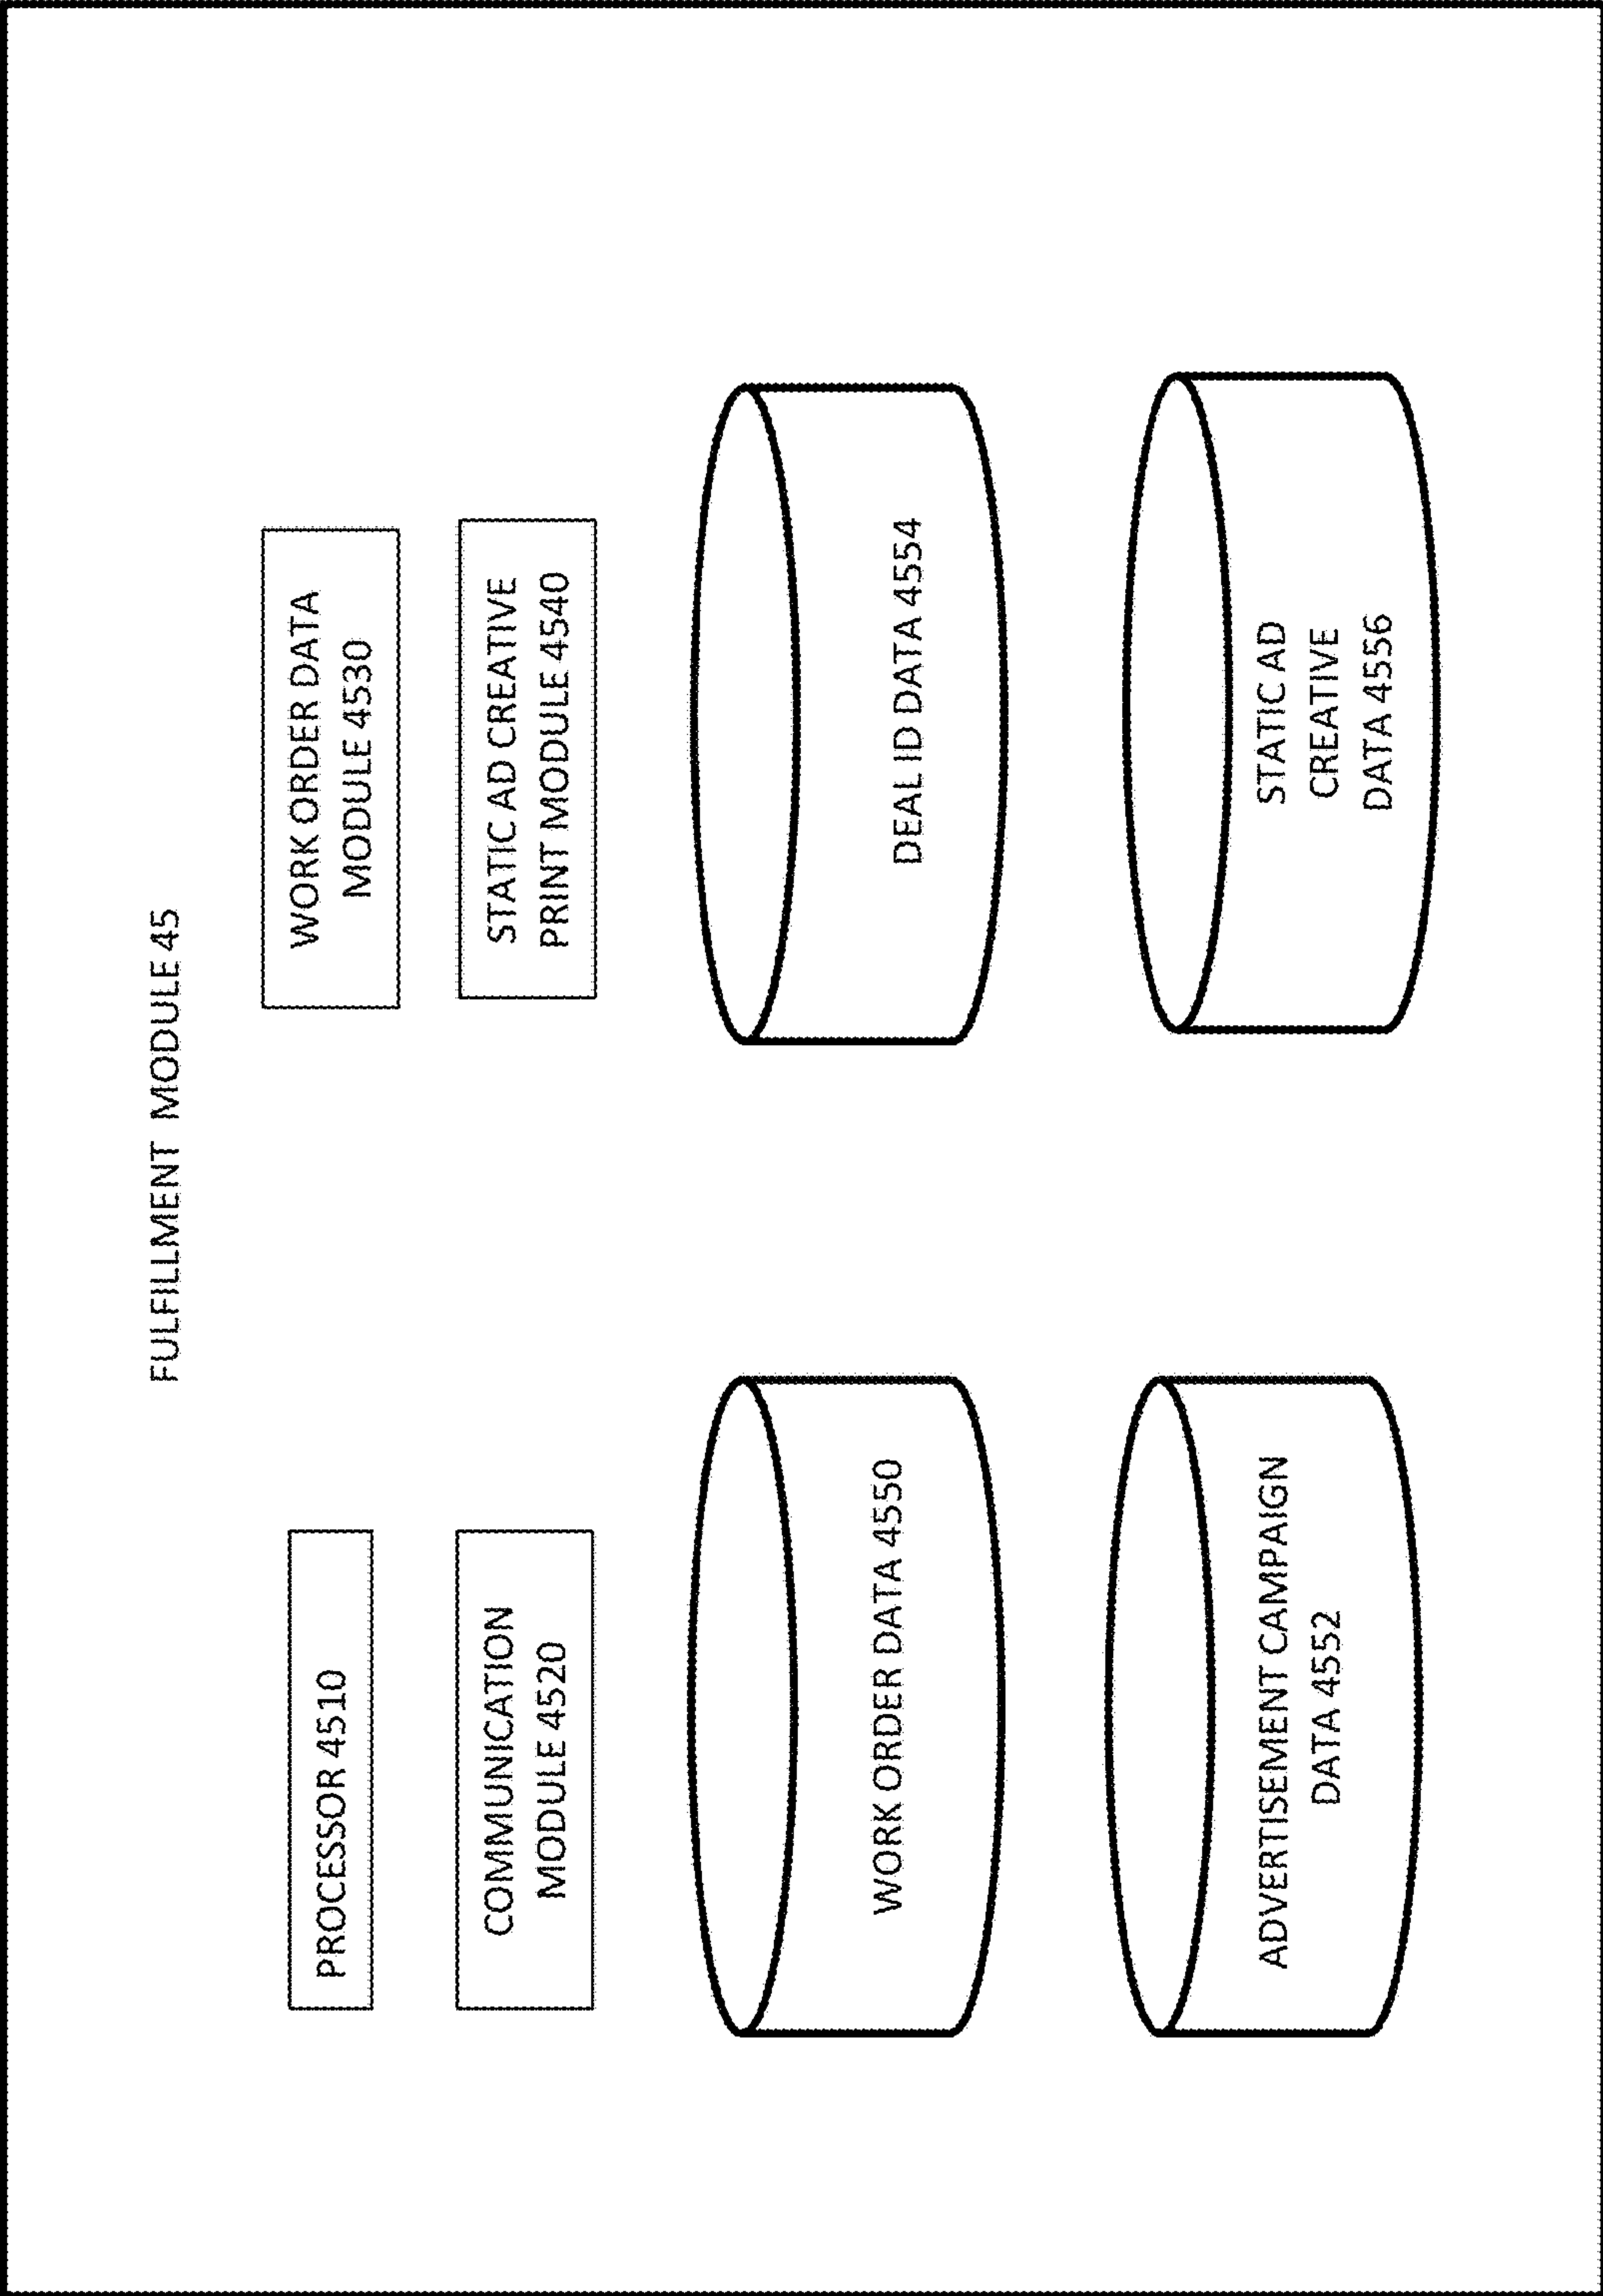 FULFILLMENT MODULE 45
PROCESSOR 4510
COMMUNICATION
MODULE 4520
WORK ORDER DATA
MODULE 4530
STATIC AD CREATIVE
PRINT MODULE 4540
WORK ORDER DATA 4550
DEAL ID DATA 4554
ADVERTISEMENT CAMPAIGN
DATA 4552
STATIC AD
CREATIVE
DATA 4556